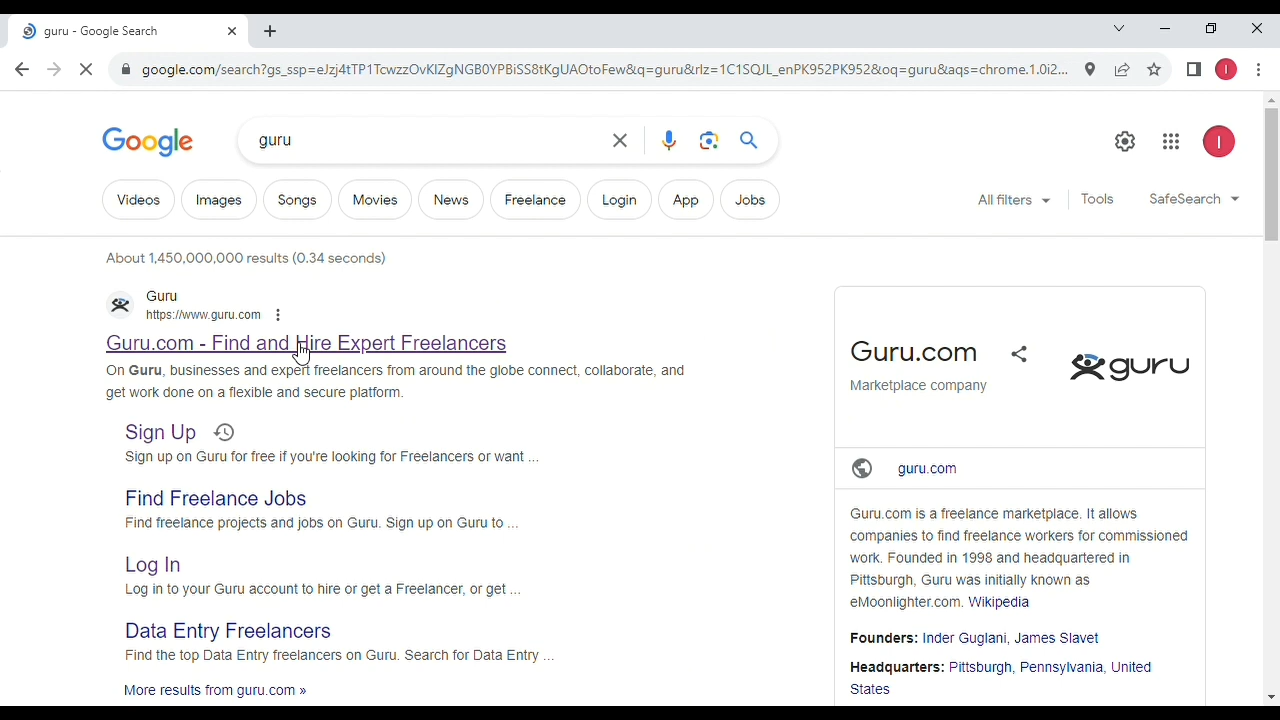 guru - Google Search
google.com/search?gs_ssp=eJzj4tTP1TcwzzOvKIZgNGB0YPBiSS8tKgUAOtoFew&q=guru&rlz=1C1SQJL_enPK952PK952&oq=guru&aqs=chrome.1.0i2...
I
Google
guru
I
Videos
Images
Songs
Movies
News
Freelance
Login
App
Jobs
All filters
Tools
SafeSearch
About 1,450,000,000 results (0.34 seconds)
Guru
https://www.guru.com
Guru.com - Find and Hire Expert Freelancers
On Guru, businesses and expert freelancers from around the globe connect, collaborate, and
get work done on a flexible and secure platform.
Sign Up
Sign up on Guru for free if you're looking for Freelancers or want ...
Find Freelance Jobs
Find freelance projects and jobs on Guru. Sign up on Guru to ...
Log In
Log in to your Guru account to hire or get a Freelancer, or get ...
Data Entry Freelancers
Find the top Data Entry freelancers on Guru. Search for Data Entry ...
More results from guru.com »
Guru.com
Marketplace company
guru
guru.com
Guru.com is a freelance marketplace. It allows
companies to find freelance workers for commissioned
work. Founded in 1998 and headquartered in
Pittsburgh, Guru was initially known as
eMoonlighter.com. Wikipedia
Founders: Inder Guglani, James Slavet
Headquarters: Pittsburgh, Pennsylvania, United
States